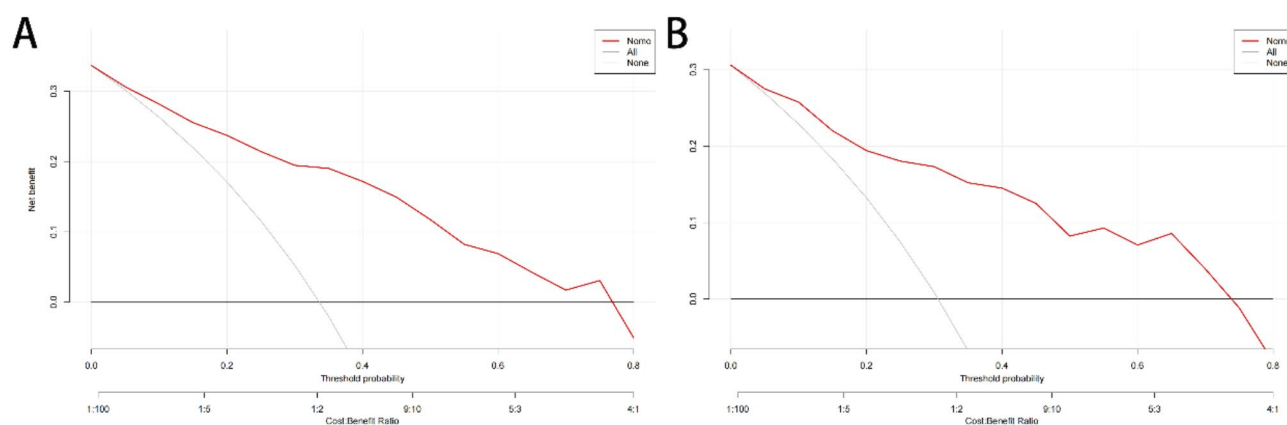 A
Nomo
All
None
Net benefit
0.3
0.2
0.1
0.0
0.0 0.2 0.4 0.6 0.8
Threshold probability
1:100 1:5 1:2 9:10 5:3 4:1
Cost:Benefit Ratio
B
Nomo
All
None
0.3
0.2
0.1
0.0
0.0 0.2 0.4 0.6 0.8
Threshold probability
1:100 1:5 1:2 9:10 5:3 4:1
Cost:Benefit Ratio